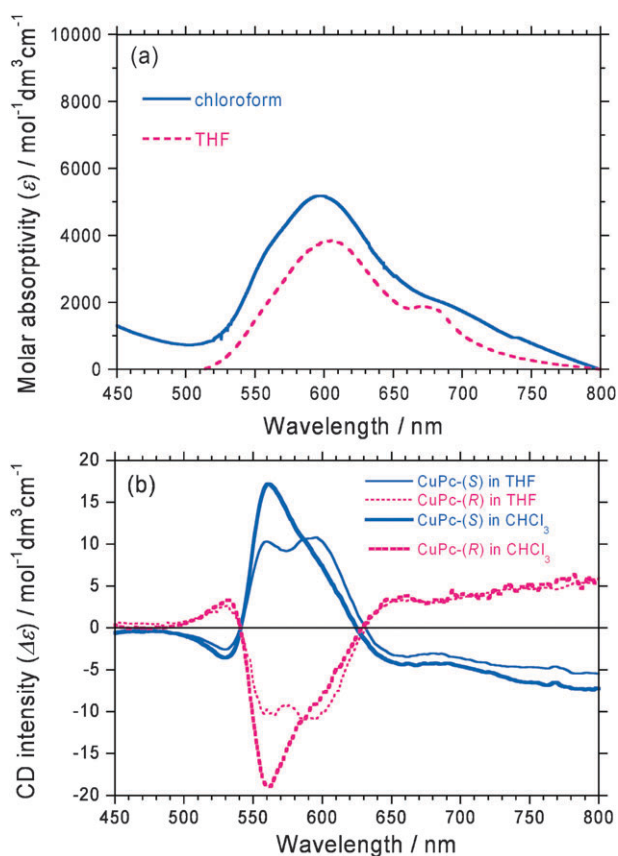 (a)
10000
8000
6000
4000
2000
0
Molar absorptivity (ε) / mol⁻¹dm³cm⁻¹
chloroform
THF
450 500 550 600 650 700 750 800
Wavelength / nm
(b)
20
15
10
5
0
-5
-10
-15
-20
CD intensity (Δε) / mol⁻¹dm³cm⁻¹
CuPc-(S) in THF
CuPc-(R) in THF
CuPc-(S) in CHCl₃
CuPc-(R) in CHCl₃
450 500 550 600 650 700 750 800
Wavelength / nm